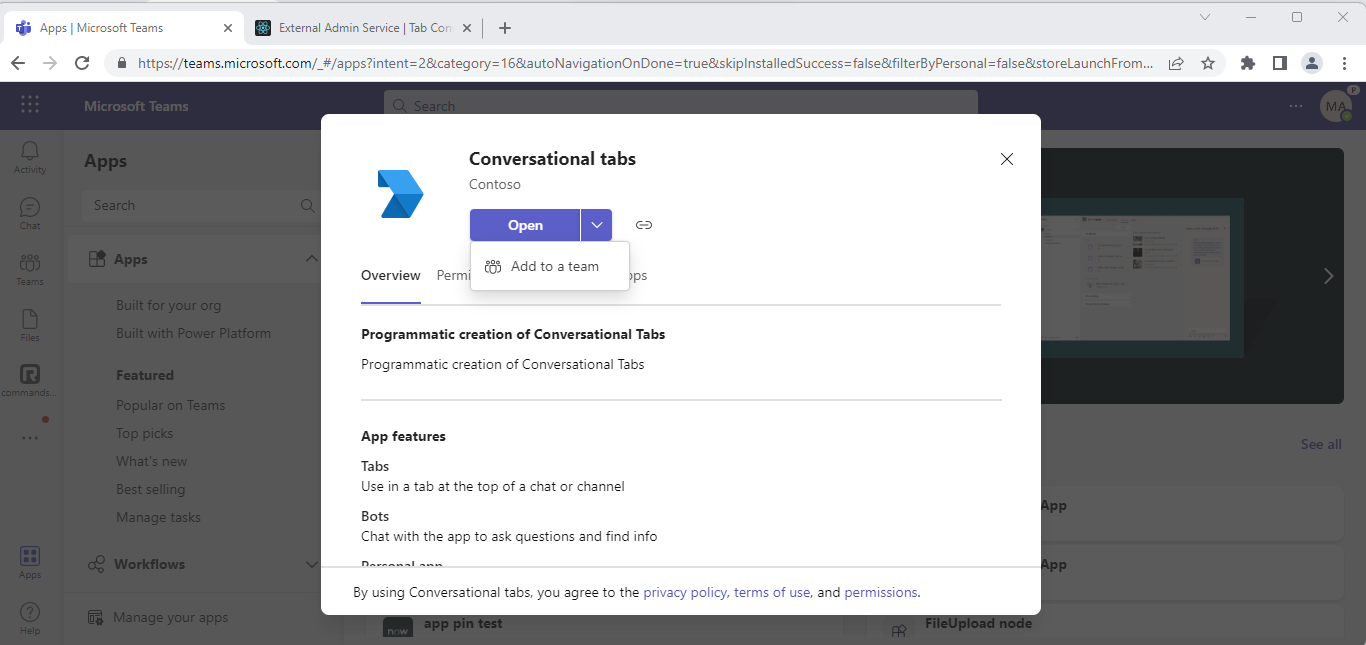 Apps | Microsoft Teams
External Admin Service | Tab Con
https://teams.microsoft.com/_#/apps?intent=2&category=16&autoNavigationOnDone=true&skipInstalledSuccess=false&filterByPersonal=false&storeLaunchFrom...
Microsoft Teams
Search
MA
P
Activity
Chat
Teams
Files
commands...
Apps
Help
Apps
Search
Apps
Built for your org
Built with Power Platform
Featured
Popular on Teams
Top picks
What's new
Best selling
Manage tasks
Workflows
Manage your apps
Conversational tabs
Contoso
Open
Add to a team
Overview
Permi
ps
Programmatic creation of Conversational Tabs
Programmatic creation of Conversational Tabs
App features
Tabs
Use in a tab at the top of a chat or channel
Bots
Chat with the app to ask questions and find info
Personal app
By using Conversational tabs, you agree to the privacy policy, terms of use, and permissions.
See all
App
App
now
app pin test
FileUpload node